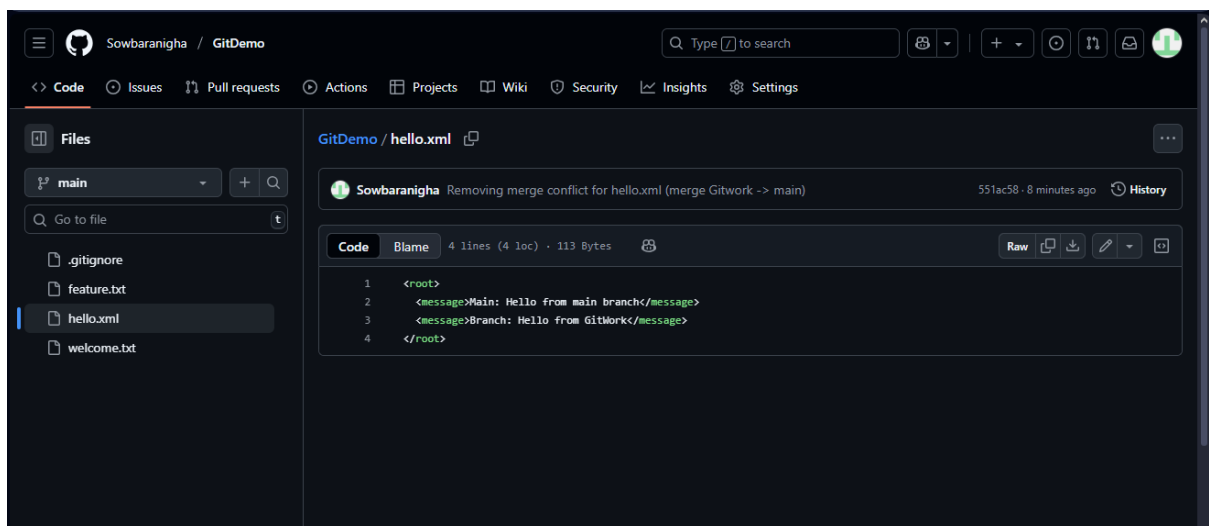 Sowbaranigha / GitDemo
Type / to search
Code Issues Pull requests Actions Projects Wiki Security Insights Settings
Files
main
Go to file t
.gitignore
feature.txt
hello.xml
welcome.txt
GitDemo / hello.xml
Sowbaranigha Removing merge conflict for hello.xml (merge Gitwork -> main) 551ac58 · 8 minutes ago History
Code Blame 4 lines (4 loc) · 113 Bytes Raw
1 <root>
2 <message>Main: Hello from main branch</message>
3 <message>Branch: Hello from GitWork</message>
4 </root>